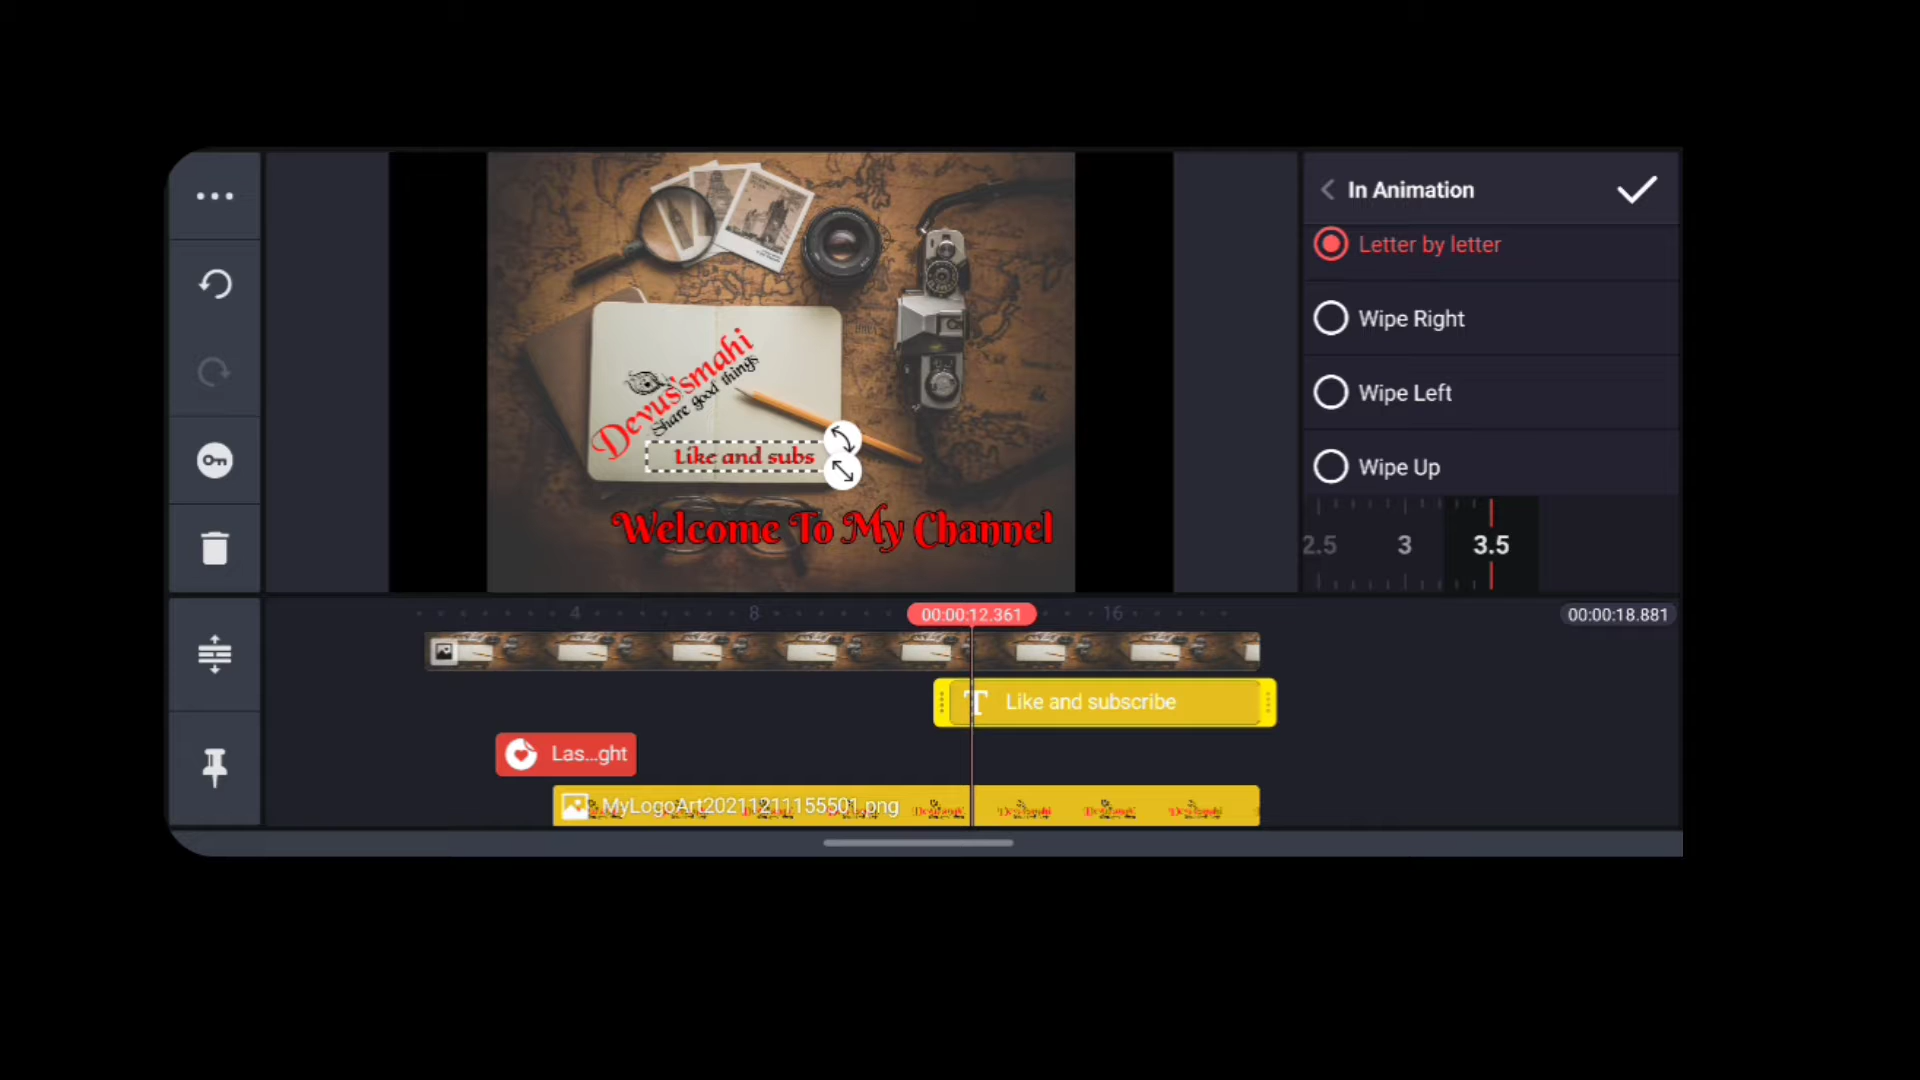 In Animation
Letter by letter
Wipe Right
Wipe Left
Wipe Up
2.5 3 3.5
Devus'smahi
Share good things
Like and subs
Welcome To My Channel
4 8 00:00:12.361 16 00:00:18.881
T Like and subscribe
Las...ght
MyLogoArt20211211155501.png